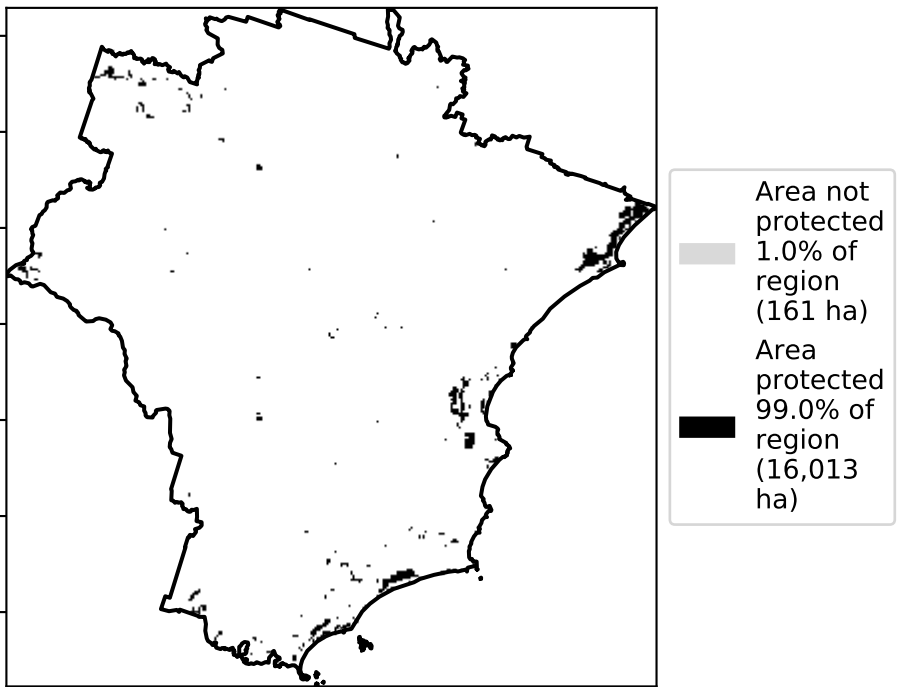 Area not
protected
1.0% of
region
(161 ha)
Area
protected
99.0% of
region
(16,013
ha)